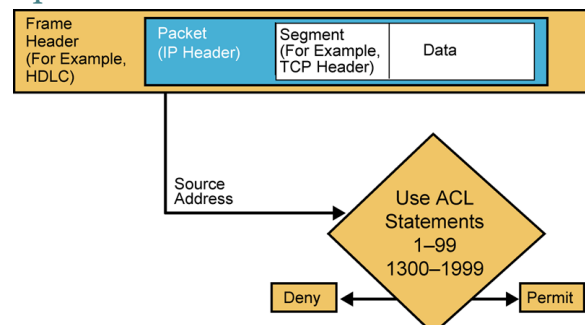 Frame
Header
(For Example,
HDLC)
Packet
(IP Header)
Segment
(For Example,
TCP Header)
Data
Source
Address
Use ACL
Statements
1–99
1300–1999
Deny
Permit